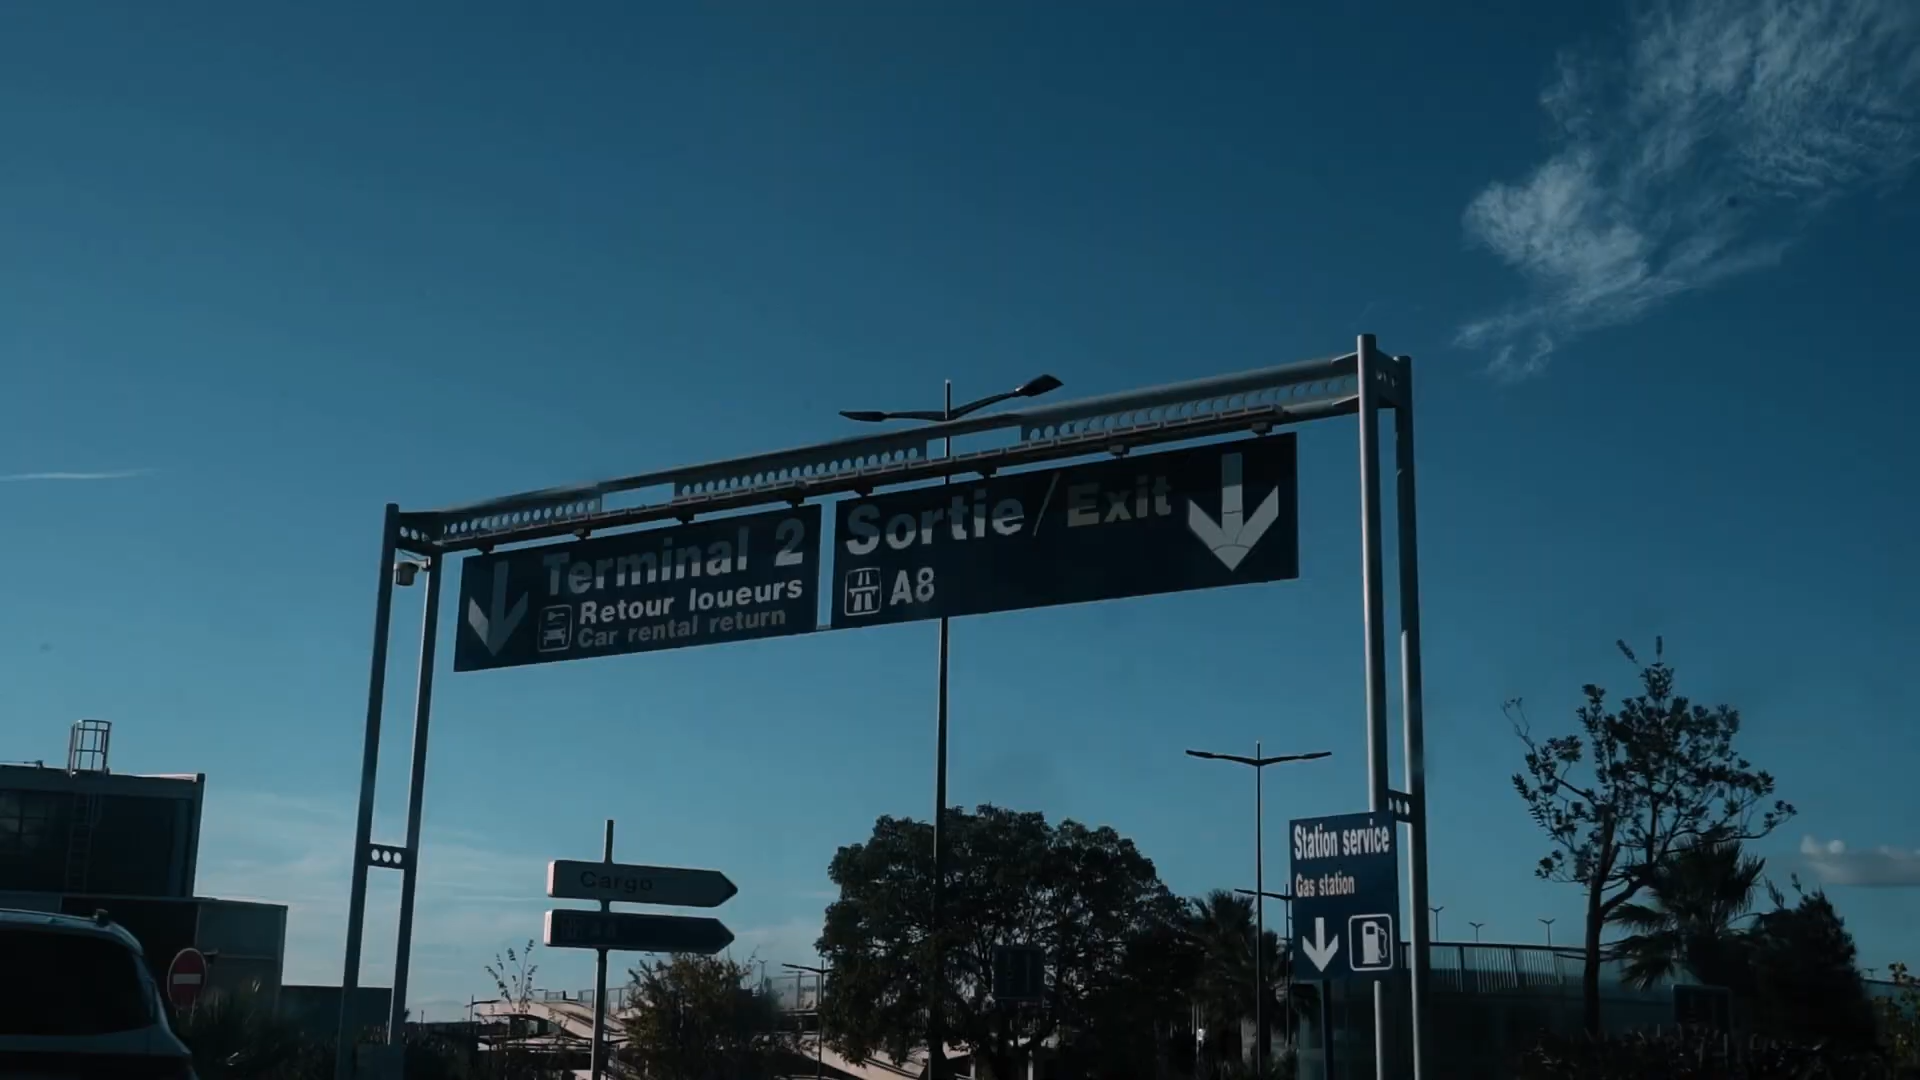 Terminal 2
Retour loueurs
Car rental return
Sortie / Exit
A8
Cargo
Station service
Gas station